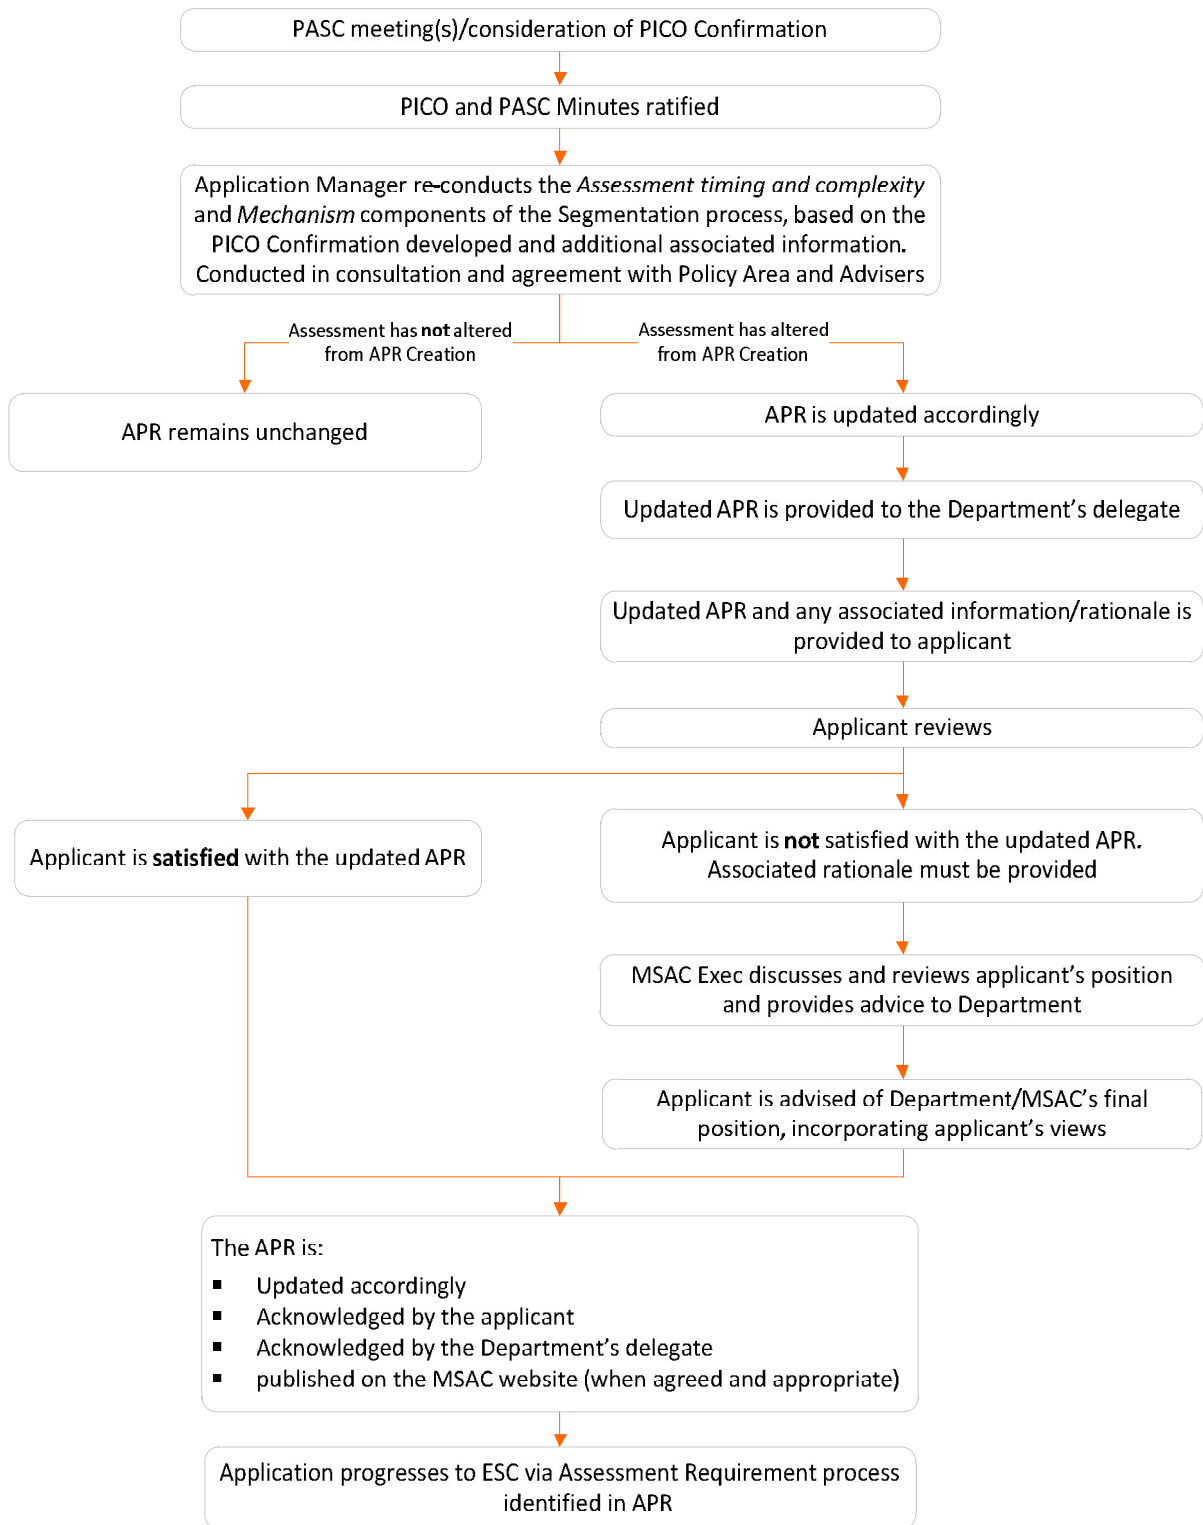 PASC meeting(s)/consideration of PICO Confirmation
PICO and PASC Minutes ratified
Application Manager re-conducts the Assessment timing and complexity
and Mechanism components of the Segmentation process, based on the
PICO Confirmation developed and additional associated information.
Conducted in consultation and agreement with Policy Area and Advisers
Assessment has not altered
from APR Creation
Assessment has altered
from APR Creation
APR remains unchanged
APR is updated accordingly
Updated APR is provided to the Department's delegate
Updated APR and any associated information/rationale is
provided to applicant
Applicant reviews
Applicant is satisfied with the updated APR
Applicant is not satisfied with the updated APR.
Associated rationale must be provided
MSAC Exec discusses and reviews applicant's position
and provides advice to Department
Applicant is advised of Department/MSAC's final
position, incorporating applicant's views
The APR is:
▪ Updated accordingly
▪ Acknowledged by the applicant
▪ Acknowledged by the Department's delegate
▪ published on the MSAC website (when agreed and appropriate)
Application progresses to ESC via Assessment Requirement process
identified in APR